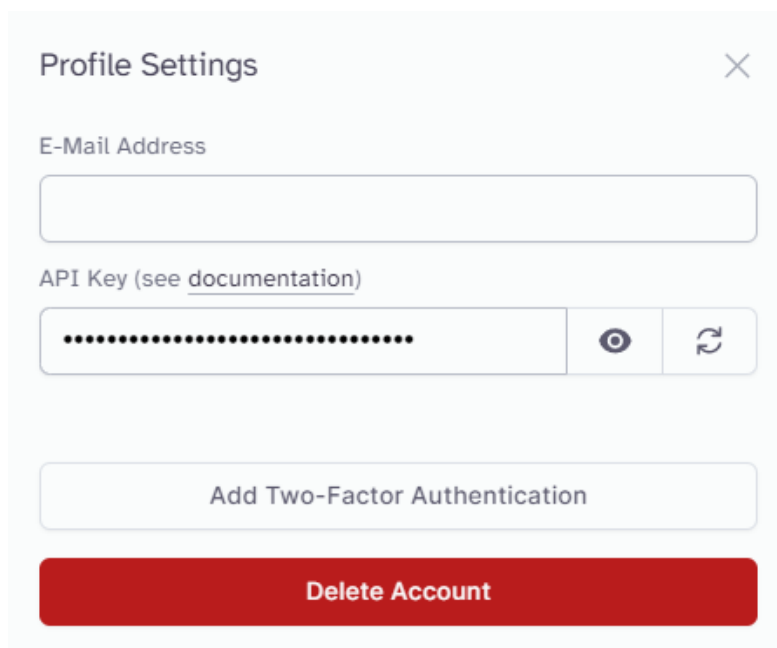 Profile Settings
E-Mail Address
API Key (see documentation)
••••••••••••••••••••••••••••••••
Add Two-Factor Authentication
Delete Account